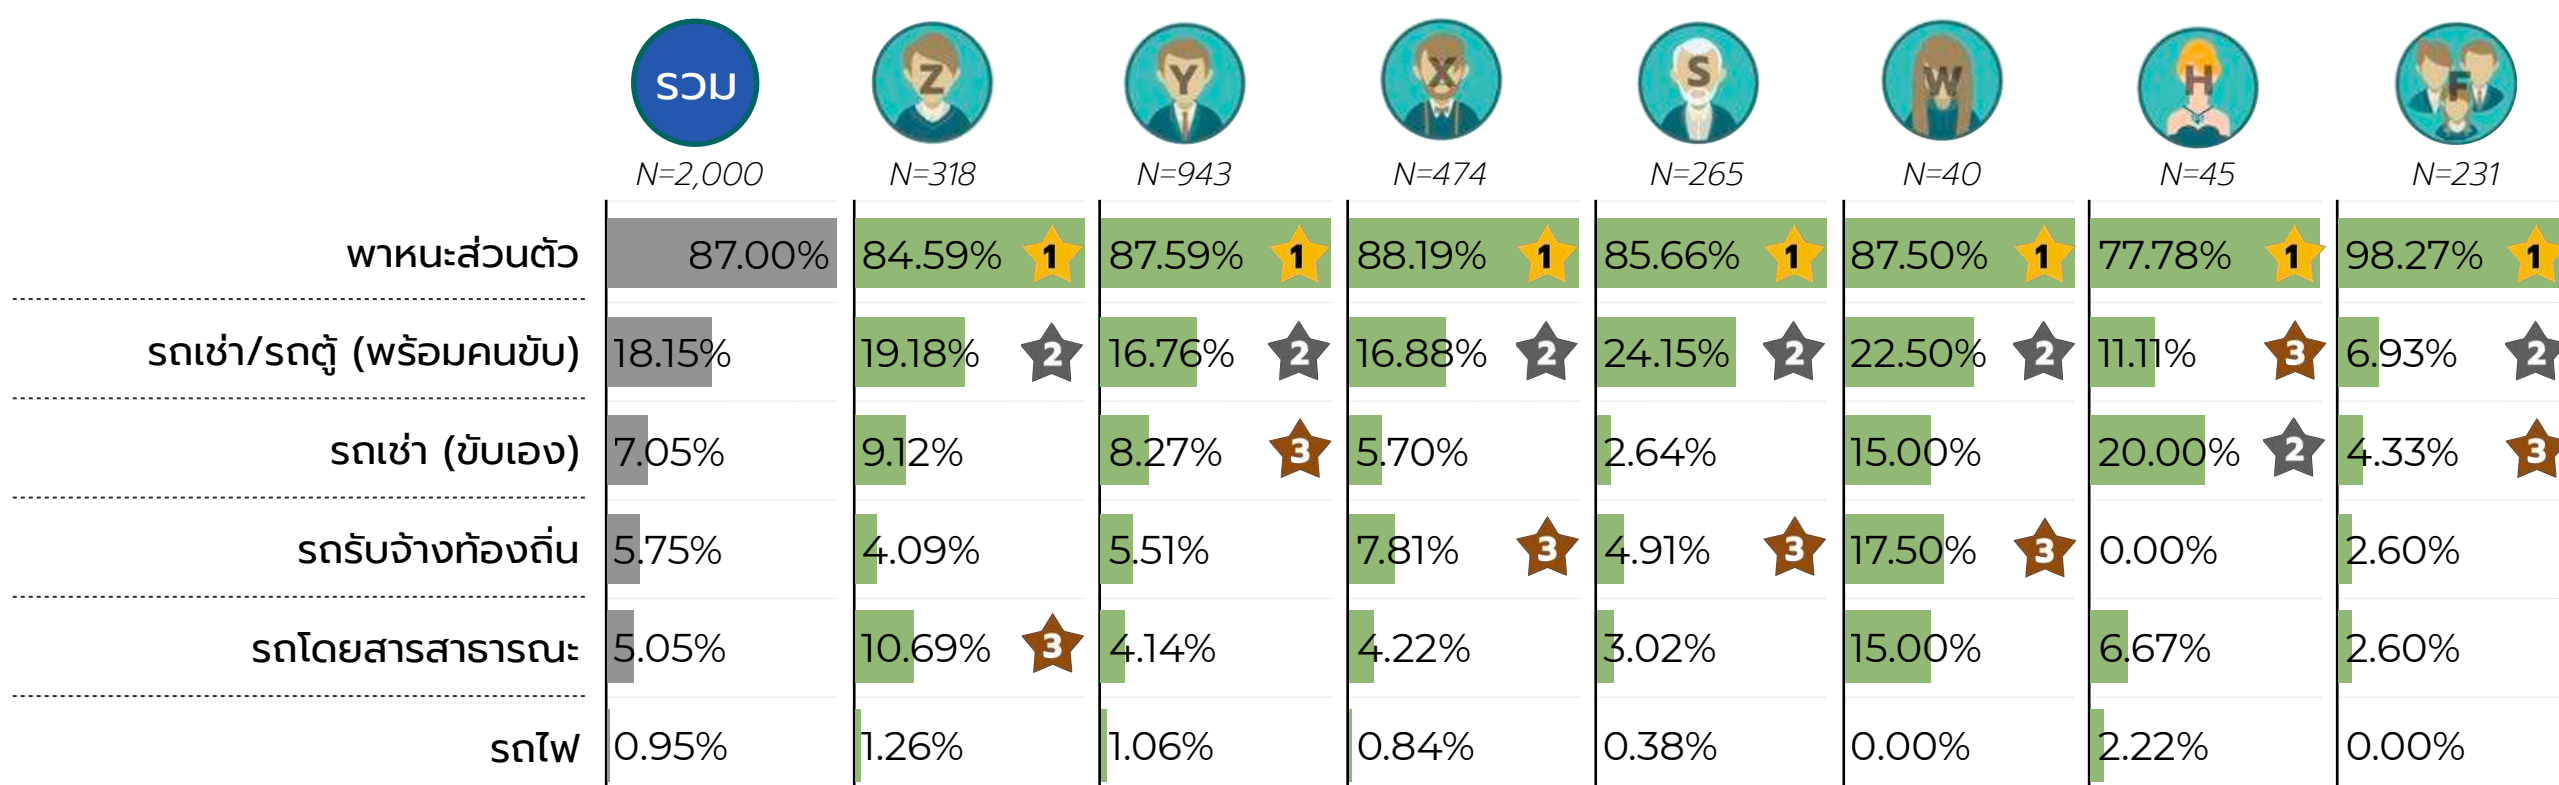 รวม Z Y X S W H F
N=2,000 N=318 N=943 N=474 N=265 N=40 N=45 N=231
พาหนะส่วนตัว 87.00% 84.59% 1 87.59% 1 88.19% 1 85.66% 1 87.50% 1 77.78% 1 98.27% 1
รถเช่า/รถตู้ (พร้อมคนขับ) 18.15% 19.18% 2 16.76% 2 16.88% 2 24.15% 2 22.50% 2 11.11% 3 6.93% 2
รถเช่า (ขับเอง) 7.05% 9.12% 8.27% 3 5.70% 2.64% 15.00% 20.00% 2 4.33% 3
รถรับจ้างท้องถิ่น 5.75% 4.09% 5.51% 7.81% 3 4.91% 3 17.50% 3 0.00% 2.60%
รถโดยสารสาธารณะ 5.05% 10.69% 3 4.14% 4.22% 3.02% 15.00% 6.67% 2.60%
รถไฟ 0.95% 1.26% 1.06% 0.84% 0.38% 0.00% 2.22% 0.00%